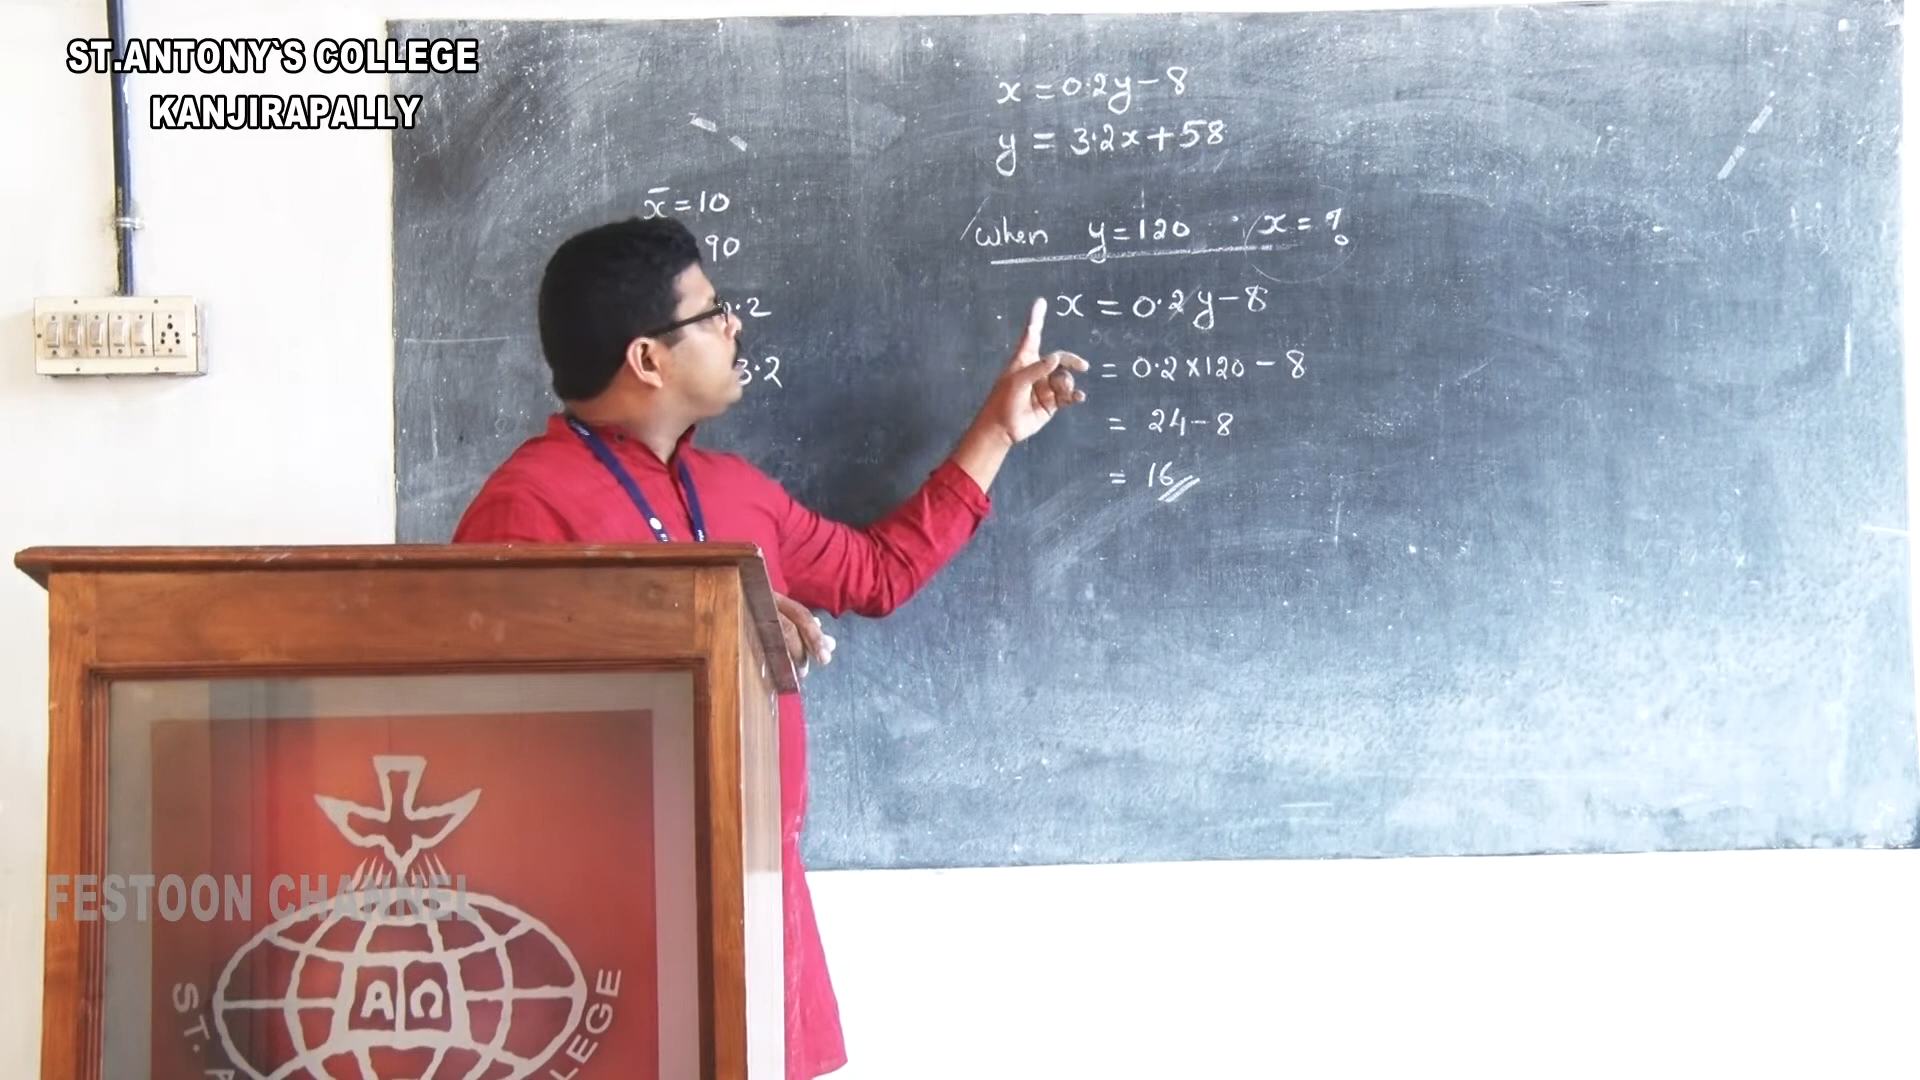 ST.ANTONY`S COLLEGE
KANJIRAPALLY
x = 0.2y - 8
y = 3.2x + 58
x̄ = 10
90
.2
3.2
When y = 120 x = ?
x = 0.2y - 8
= 0.2 × 120 - 8
= 24 - 8
= 16
FESTOON CHANNEL
Α Ω
ST. A
LEGE